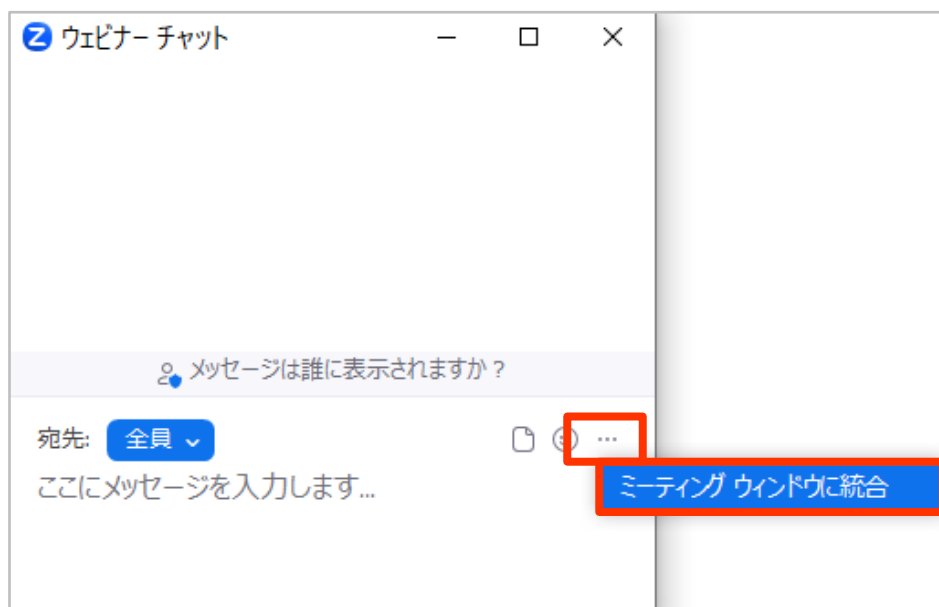 ウェビナー チャット
メッセージは誰に表示されますか？
宛先: 全員
ここにメッセージを入力します...
ミーティング ウィンドウに統合